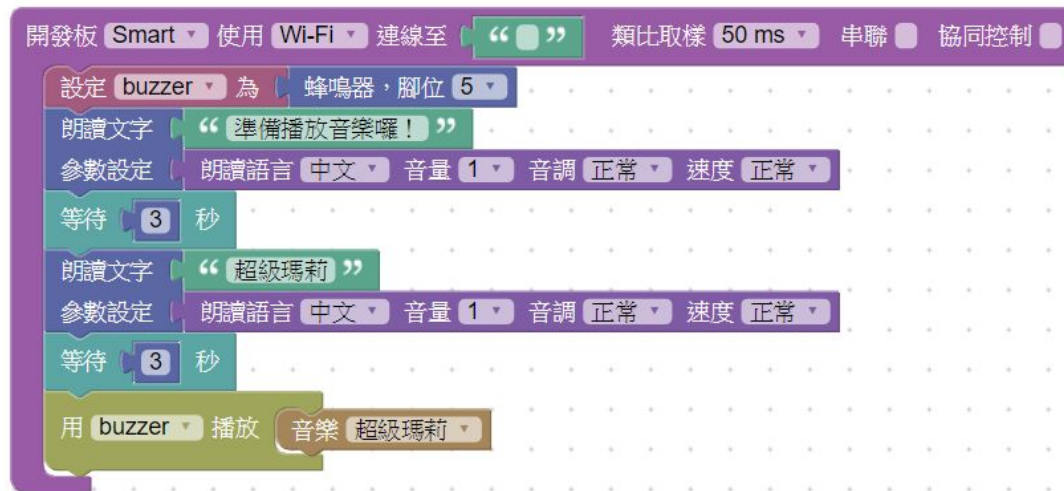 開發板 Smart 使用 Wi-Fi 連線至 “ ” 類比取樣 50 ms 串聯 協同控制
設定 buzzer 為 蜂鳴器，腳位 5
朗讀文字 “ 準備播放音樂囉！ ”
參數設定 朗讀語言 中文 音量 1 音調 正常 速度 正常
等待 3 秒
朗讀文字 “ 超級瑪莉 ”
參數設定 朗讀語言 中文 音量 1 音調 正常 速度 正常
等待 3 秒
用 buzzer 播放 音樂 超級瑪莉